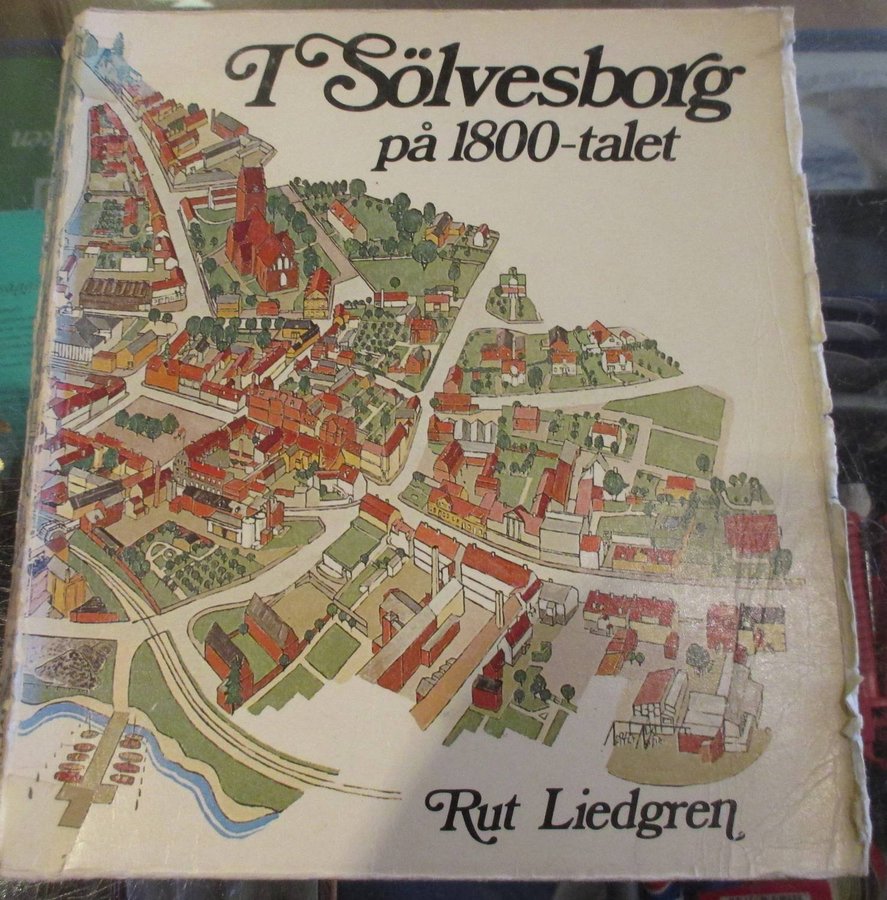 I Sölvesborg
på 1800-talet
Rut Liedgren